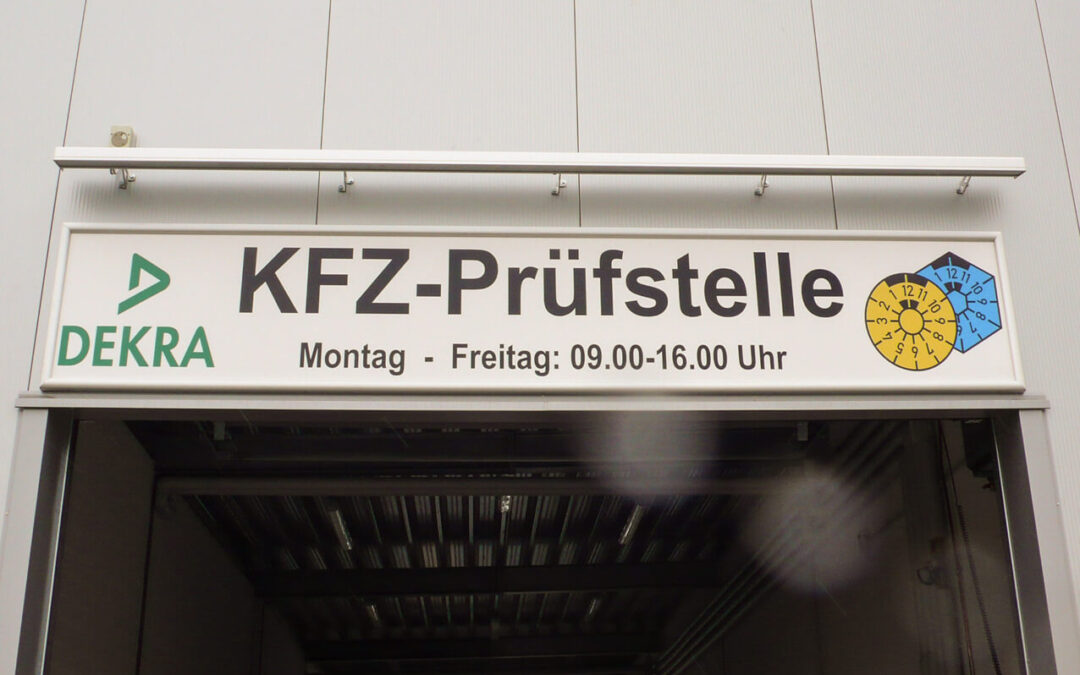 KFZ-Prüfstelle
DEKRA
Montag - Freitag: 09.00-16.00 Uhr